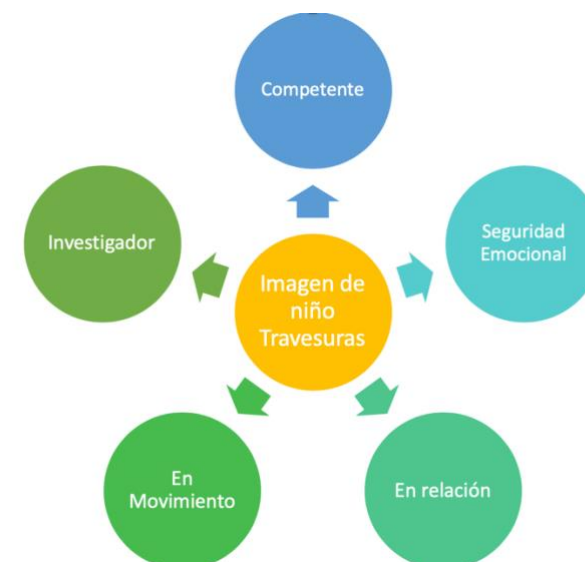 Competente
Investigador
Seguridad
Emocional
Imagen de
niño
Travesuras
En
Movimiento
En relación